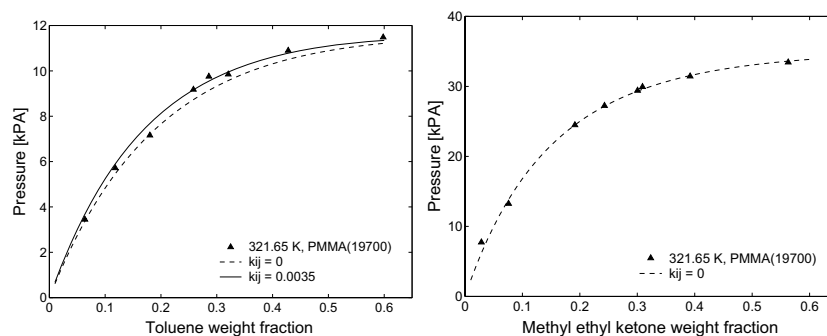 12
10
8
6
4
2
0
Pressure [kPA]
0
0.1
0.2
0.3
0.4
0.5
0.6
Toluene weight fraction
321.65 K, PMMA(19700)
kij = 0
kij = 0.0035
40
30
20
10
0
Pressure [kPA]
0
0.1
0.2
0.3
0.4
0.5
0.6
Methyl ethyl ketone weight fraction
321.65 K, PMMA(19700)
kij = 0